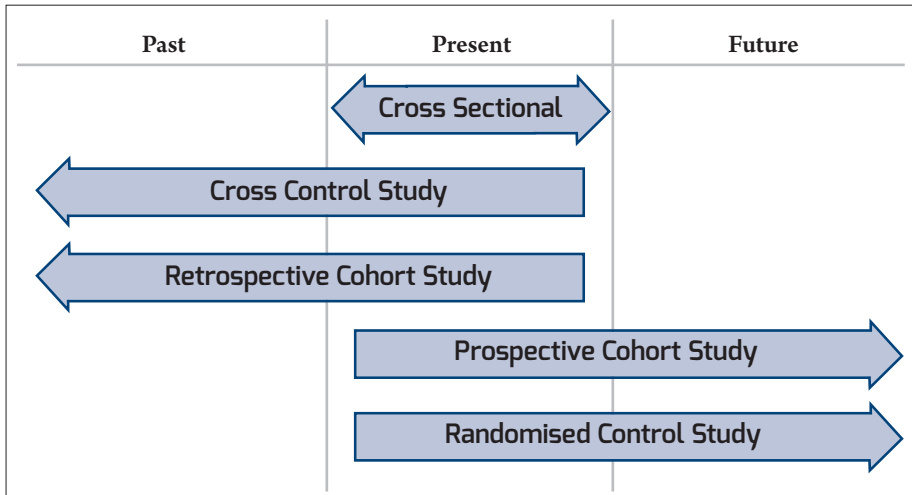 Past Present Future
Cross Sectional
Cross Control Study
Retrospective Cohort Study
Prospective Cohort Study
Randomised Control Study